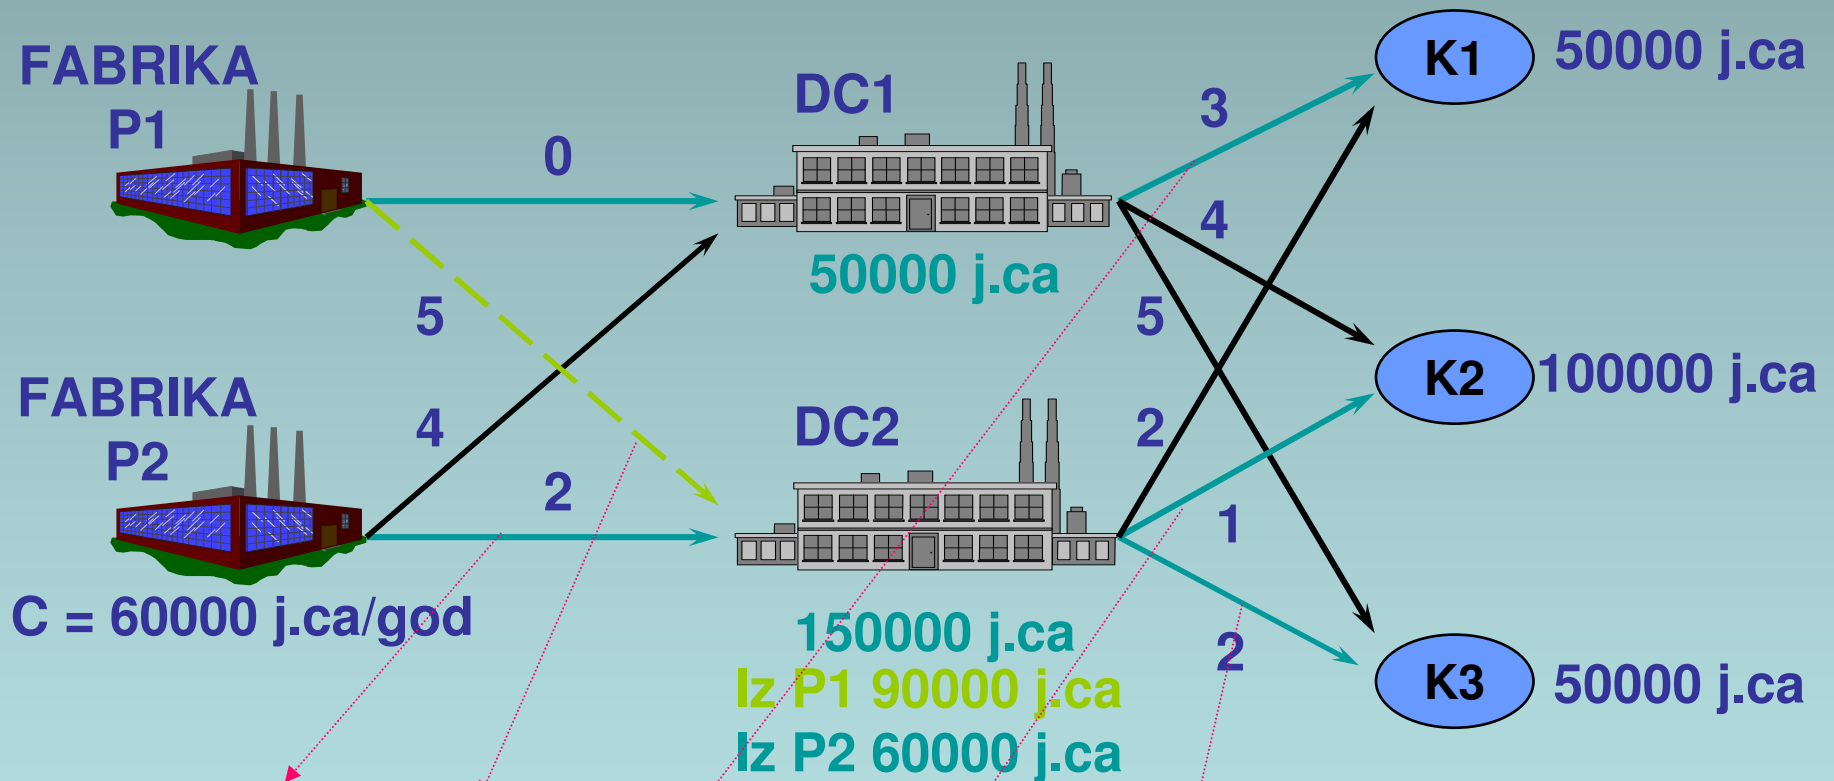 FABRIKA
P1
0
DC1
3
K1
50000 j.ca
4
50000 j.ca
5
5
FABRIKA
P2
4
2
DC2
2
K2
100000 j.ca
1
C = 60000 j.ca/god
150000 j.ca
2
Iz P1 90000 j.ca
K3
50000 j.ca
Iz P2 60000 j.ca